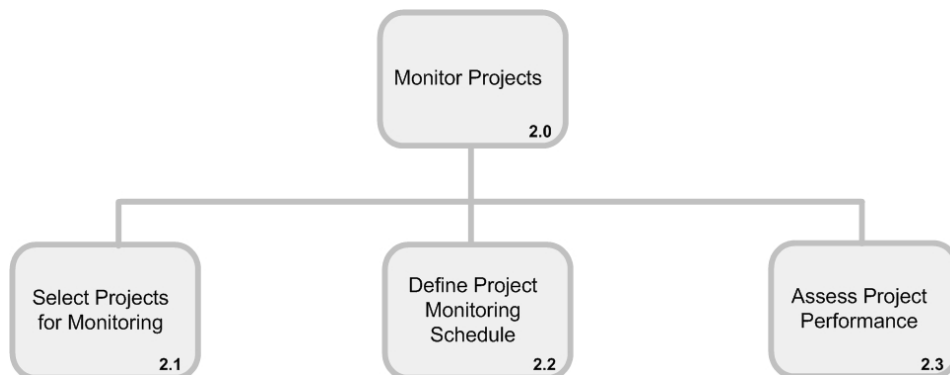 Monitor Projects
2.0
Select Projects
for Monitoring
2.1
Define Project
Monitoring
Schedule
2.2
Assess Project
Performance
2.3